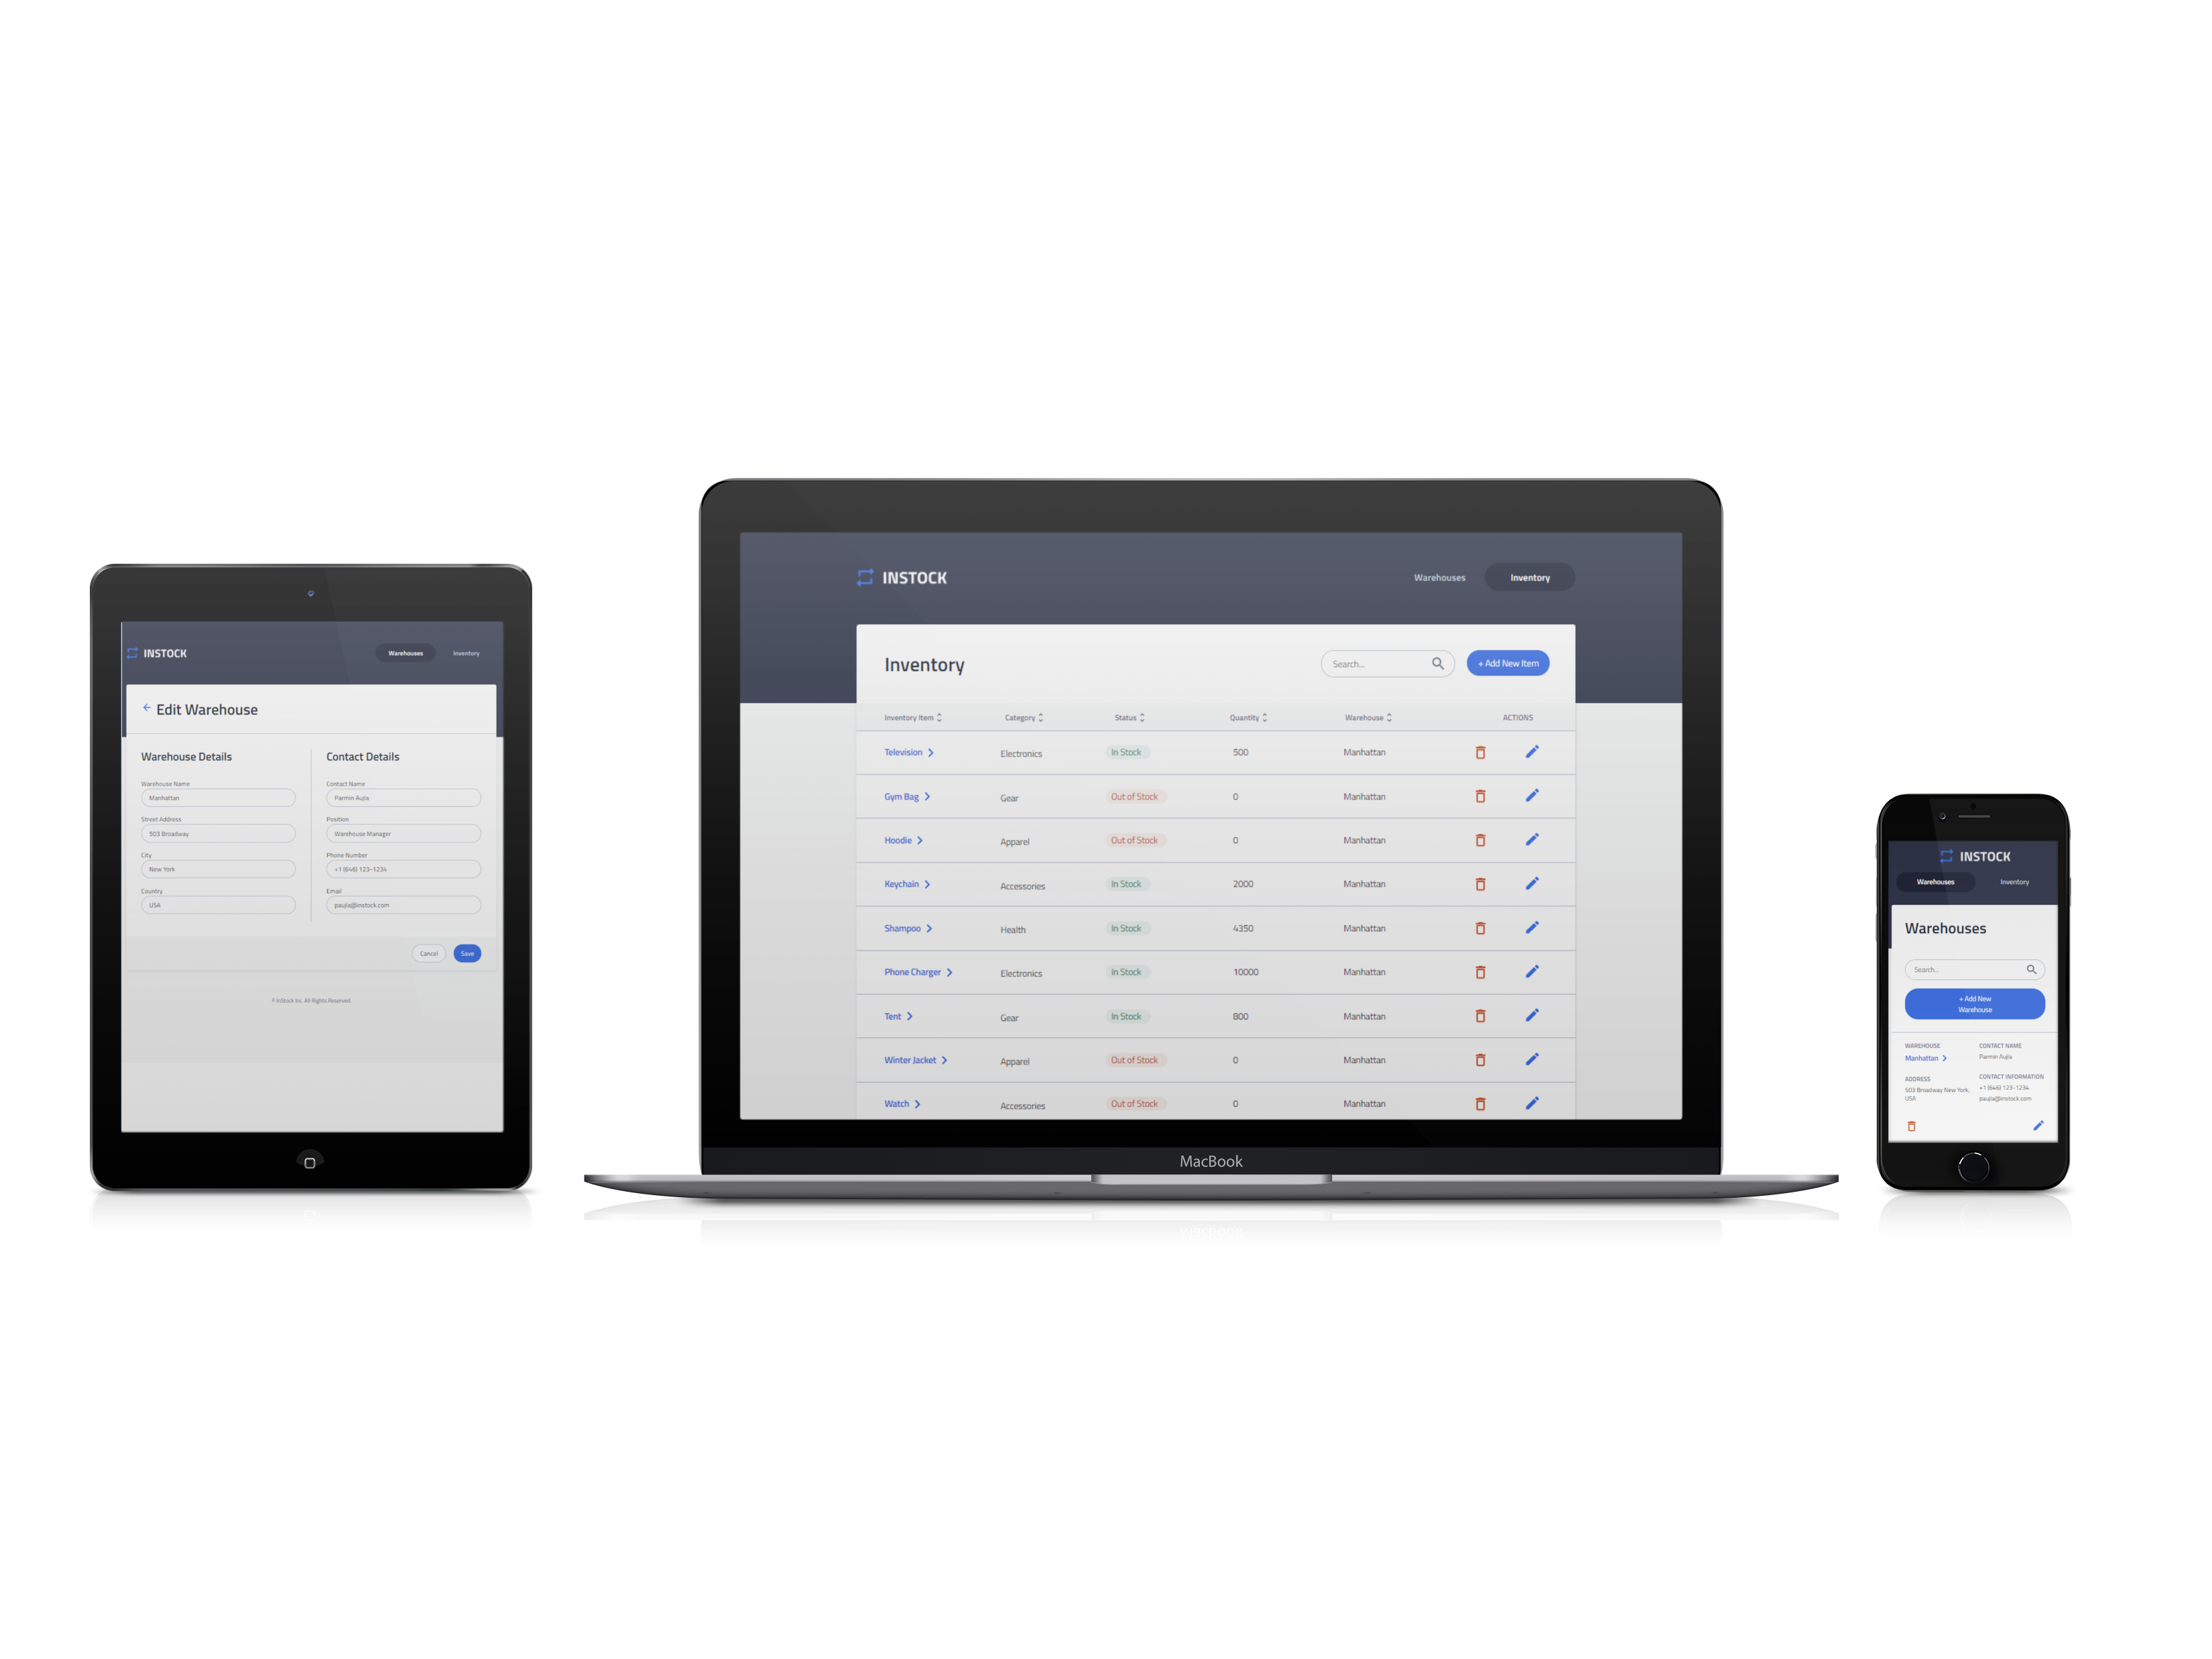 INSTOCK
Warehouses Inventory
Edit Warehouse
Warehouse Details
Warehouse Name
Manhattan
Street Address
503 Broadway
City
New York
Country
USA
Contact Details
Contact Name
Parmin Aujla
Position
Warehouse Manager
Phone Number
+1 (646) 123-1234
Email
paujla@instock.com
Cancel Save
© InStock Inc. All Rights Reserved.
INSTOCK
Warehouses Inventory
Inventory
Search...
+ Add New Item
Inventory Item Category Status Quantity Warehouse ACTIONS
Television Electronics In Stock 500 Manhattan
Gym Bag Gear Out of Stock 0 Manhattan
Hoodie Apparel Out of Stock 0 Manhattan
Keychain Accessories In Stock 2000 Manhattan
Shampoo Health In Stock 4350 Manhattan
Phone Charger Electronics In Stock 10000 Manhattan
Tent Gear In Stock 800 Manhattan
Winter Jacket Apparel Out of Stock 0 Manhattan
Watch Accessories Out of Stock 0 Manhattan
MacBook
INSTOCK
Warehouses Inventory
Warehouses
Search...
+ Add New
Warehouse
WAREHOUSE
Manhattan
ADDRESS
503 Broadway New York,
USA
CONTACT NAME
Parmin Aujla
CONTACT INFORMATION
+1 (646) 123-1234
paujla@instock.com